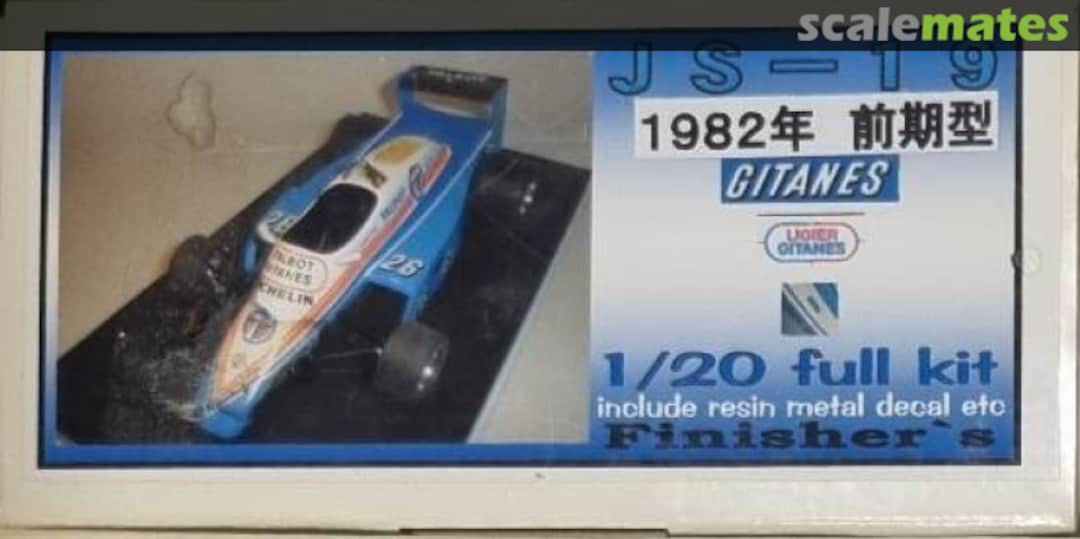 scalemates
JS-19
1982年 前期型
GITANES
LIGIER
GITANES
26
26
TALBOT
GITANES
1/20 full kit
include resin metal decal etc
Finisher`s